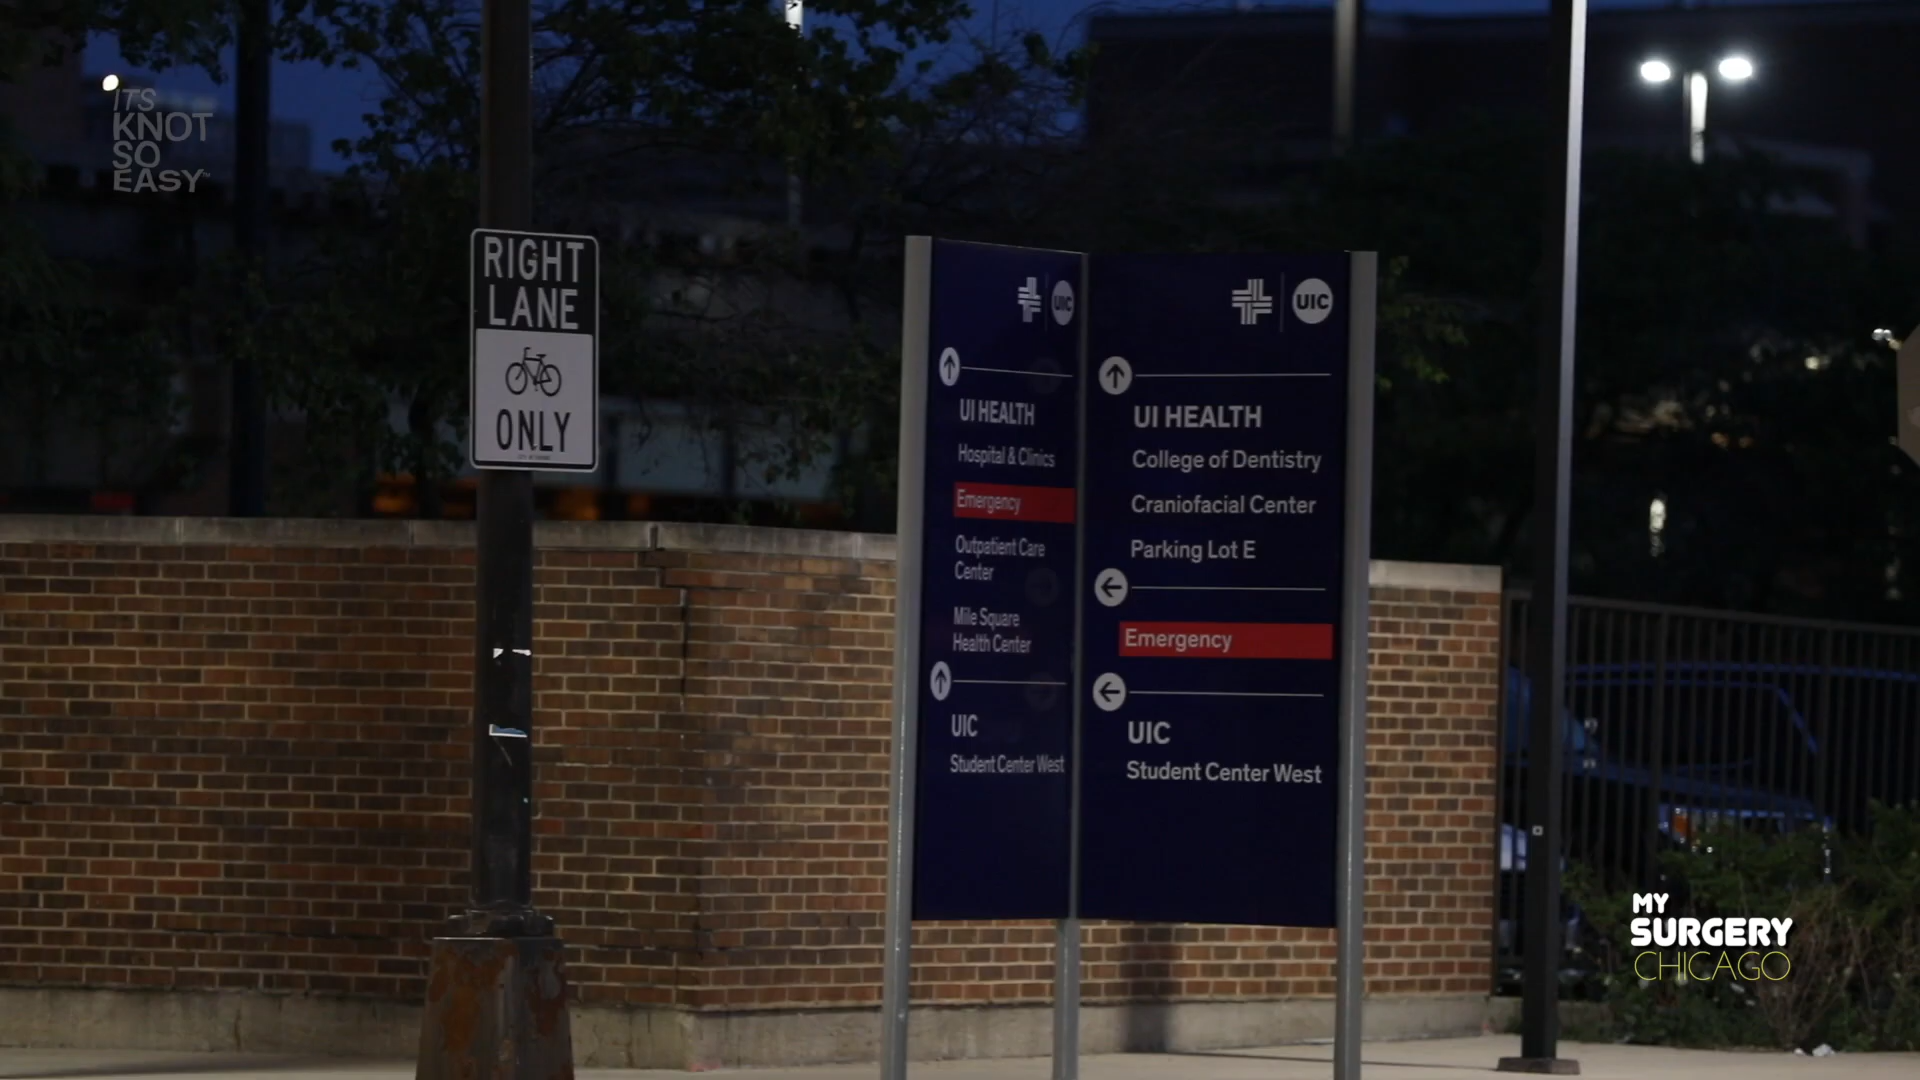 ITS
KNOT
SO
EASY™
RIGHT
LANE
ONLY
UIC
UI HEALTH
Hospital & Clinics
Emergency
Outpatient Care
Center
Mile Square
Health Center
UIC
Student Center West
UIC
UI HEALTH
College of Dentistry
Craniofacial Center
Parking Lot E
Emergency
UIC
Student Center West
MY
SURGERY
CHICAGO